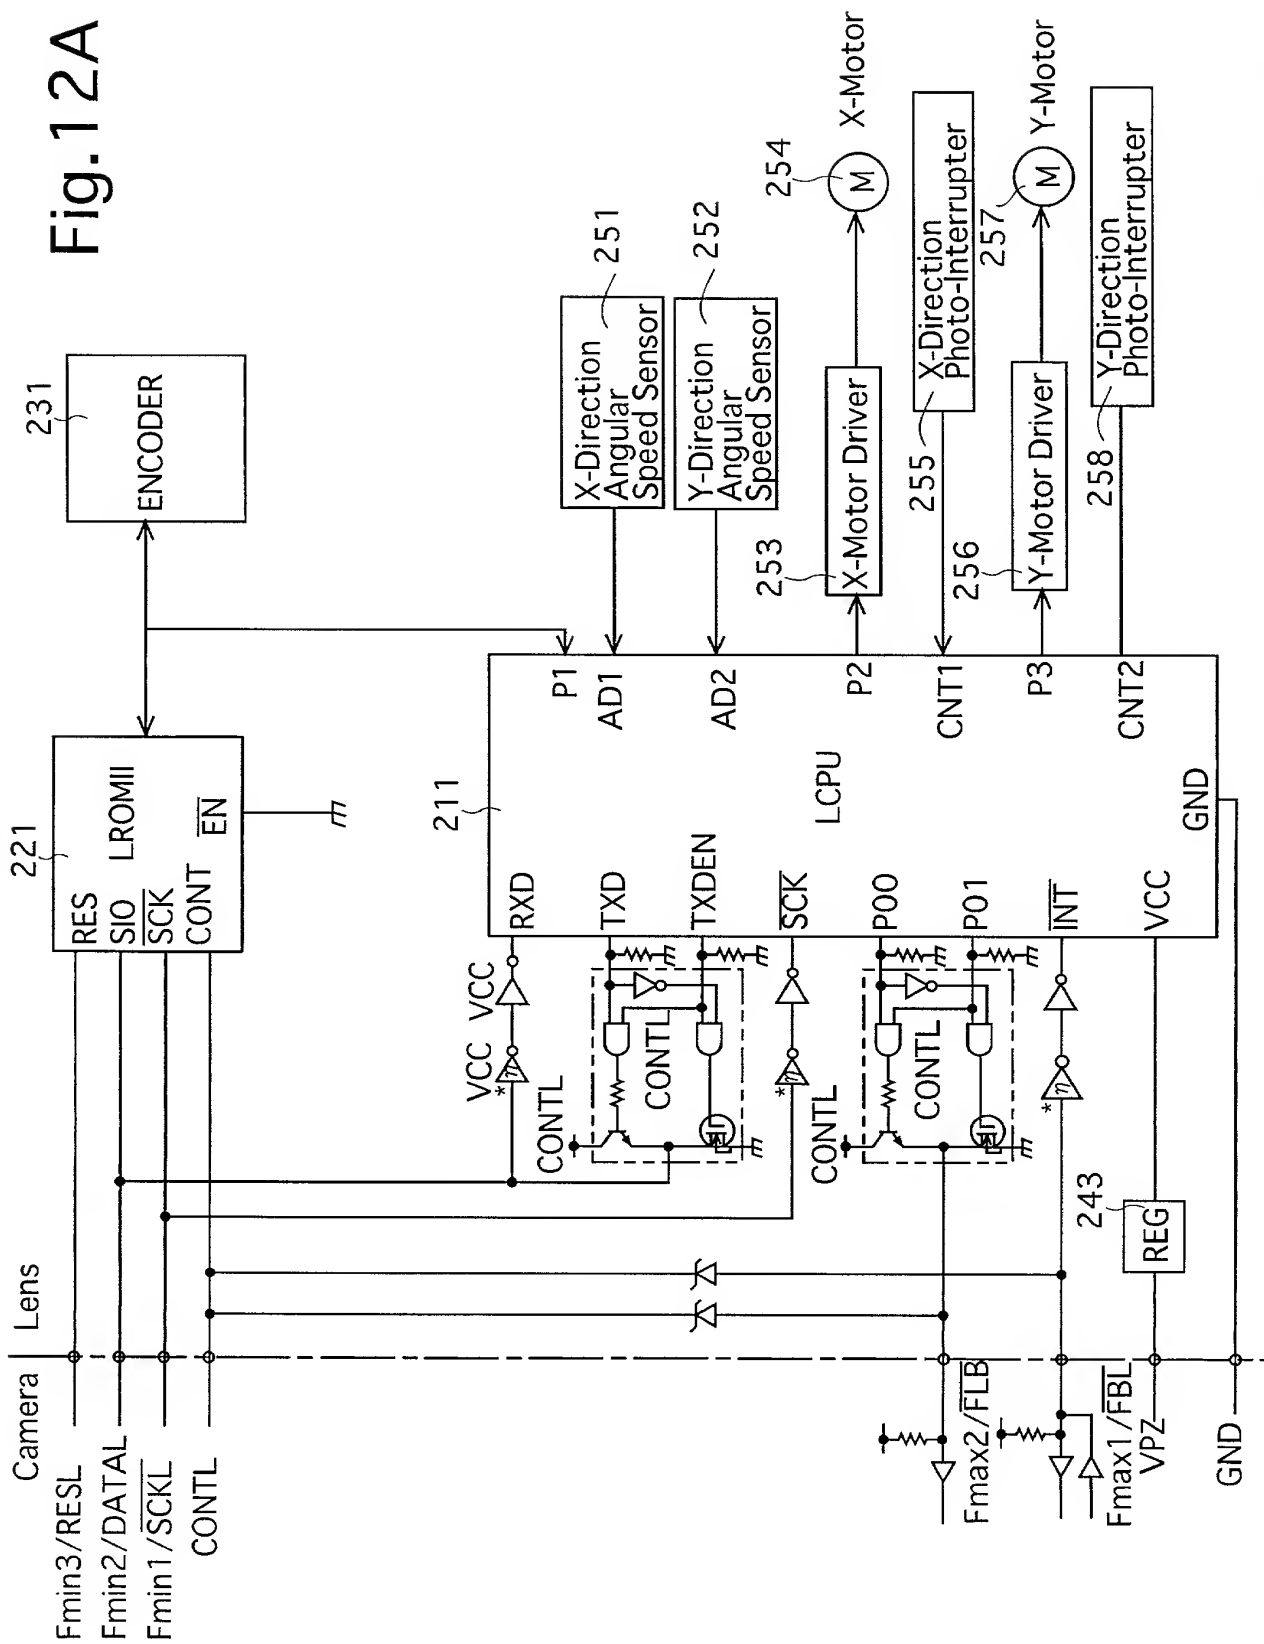 Fig.12A
Camera
Lens
Fmin3/RESL
Fmin2/DATAL
Fmin1/SCKL
CONTL
221
RES
SIO
SCK
CONT
LROMII
EN
231
ENCODER
211
LCPU
RXD
TXD
TXDEN
SCK
P00
P01
INT
VCC
GND
P1
AD1
AD2
P2
CNT1
P3
CNT2
VCC
VCC
*
η
CONTL
CONTL
*
η
CONTL
CONTL
*
η
243
REG
Fmax2/FLB
Fmax1/FBL
VPZ
GND
X-Direction
Angular
Speed Sensor
251
Y-Direction
Angular
Speed Sensor
252
253
X-Motor Driver
254
M
X-Motor
255
X-Direction
Photo-Interrupter
256
Y-Motor Driver
257
M
Y-Motor
258
Y-Direction
Photo-Interrupter